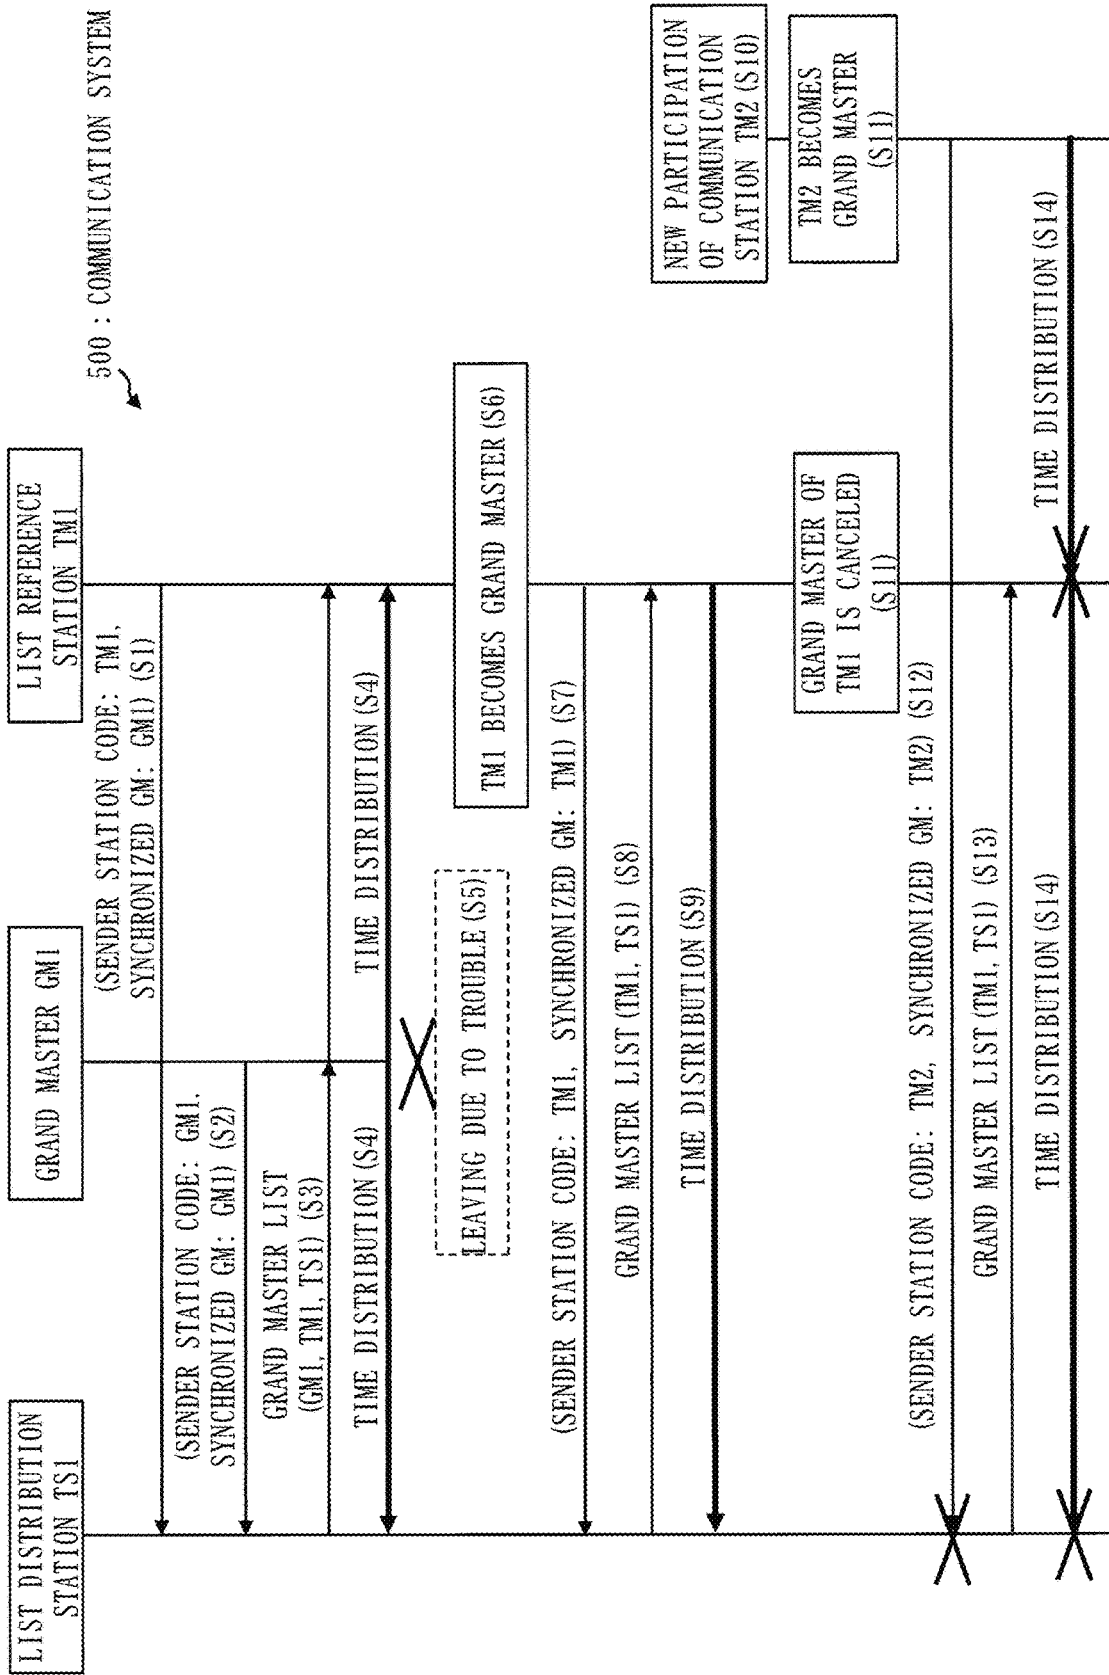 500 : COMMUNICATION SYSTEM
LIST DISTRIBUTION
STATION TS1
GRAND MASTER GM1
LIST REFERENCE
STATION TM1
(SENDER STATION CODE: TM1,
SYNCHRONIZED GM: GM1) (S1)
(SENDER STATION CODE: GM1,
SYNCHRONIZED GM: GM1) (S2)
GRAND MASTER LIST
(GM1, TM1, TS1) (S3)
TIME DISTRIBUTION (S4)
TIME DISTRIBUTION (S4)
LEAVING DUE TO TROUBLE (S5)
TM1 BECOMES GRAND MASTER (S6)
(SENDER STATION CODE: TM1, SYNCHRONIZED GM: TM1) (S7)
GRAND MASTER LIST (TM1, TS1) (S8)
TIME DISTRIBUTION (S9)
NEW PARTICIPATION
OF COMMUNICATION
STATION TM2 (S10)
GRAND MASTER OF
TM1 IS CANCELED
(S11)
TM2 BECOMES
GRAND MASTER
(S11)
(SENDER STATION CODE: TM2, SYNCHRONIZED GM: TM2) (S12)
GRAND MASTER LIST (TM1, TS1) (S13)
TIME DISTRIBUTION (S14)
TIME DISTRIBUTION (S14)